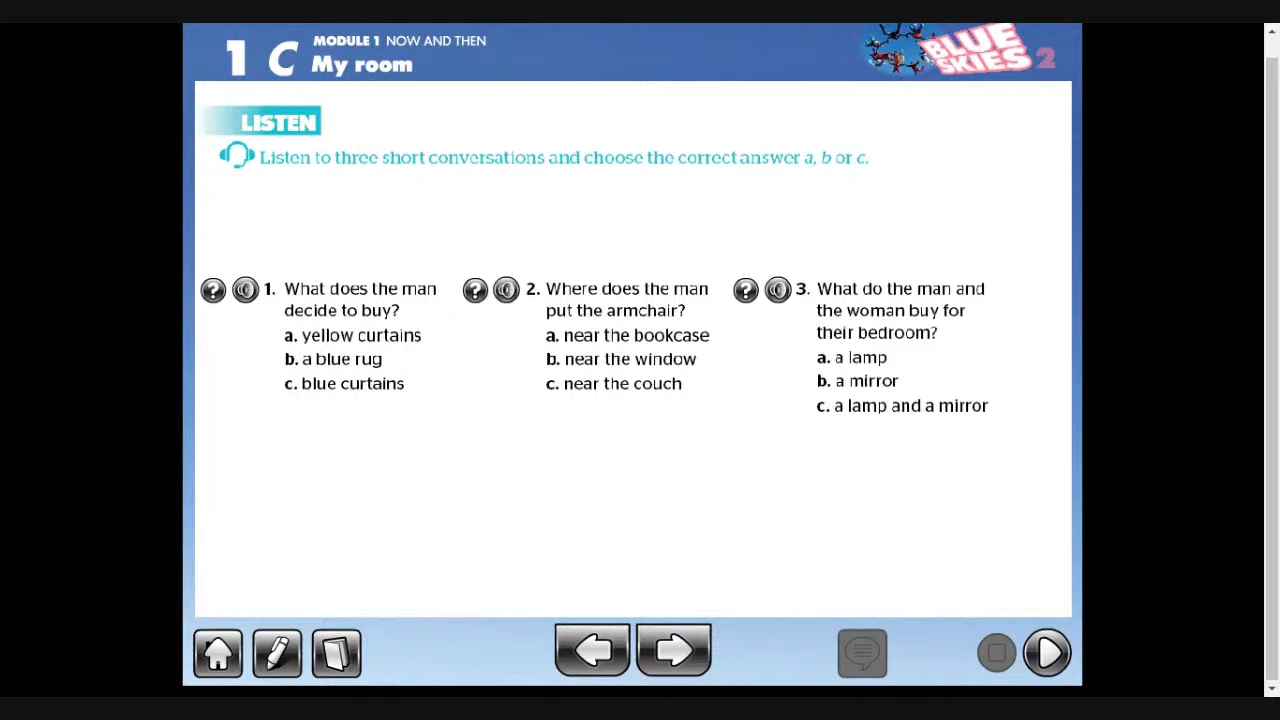 1 C
MODULE 1 NOW AND THEN
My room
BLUE
SKIES 2
LISTEN
Listen to three short conversations and choose the correct answer a, b or c.
1. What does the man
decide to buy?
a. yellow curtains
b. a blue rug
c. blue curtains
2. Where does the man
put the armchair?
a. near the bookcase
b. near the window
c. near the couch
3. What do the man and
the woman buy for
their bedroom?
a. a lamp
b. a mirror
c. a lamp and a mirror